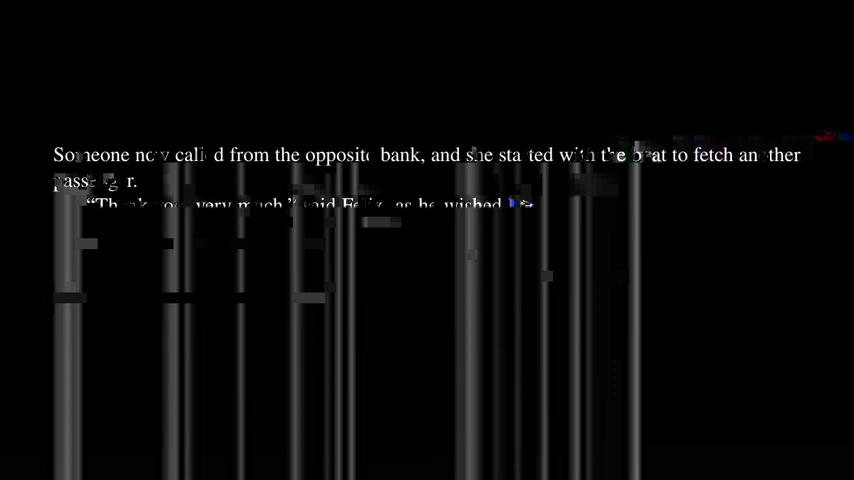 Someone now called from the opposite bank, and she started with the boat to fetch another
passenger.
“Thank you very much,” said Felix, as he wished